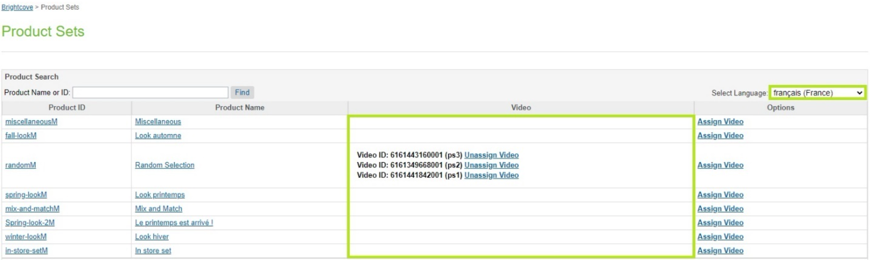 Brightcove > Product Sets
Product Sets
Product Search
Product Name or ID: Find Select Language: français (France)
Product ID Product Name Video Options
miscellaneousM Miscellaneous Assign Video
fall-lookM Look automne Assign Video
Video ID: 6161443160001 (ps3) Unassign Video
randomM Random Selection Video ID: 6161349668001 (ps2) Unassign Video Assign Video
Video ID: 6161441842001 (ps1) Unassign Video
spring-lookM Look printemps Assign Video
mix-and-matchM Mix and Match Assign Video
Spring-look-2M Le printemps est arrivé ! Assign Video
winter-lookM Look hiver Assign Video
in-store-setM In store set Assign Video